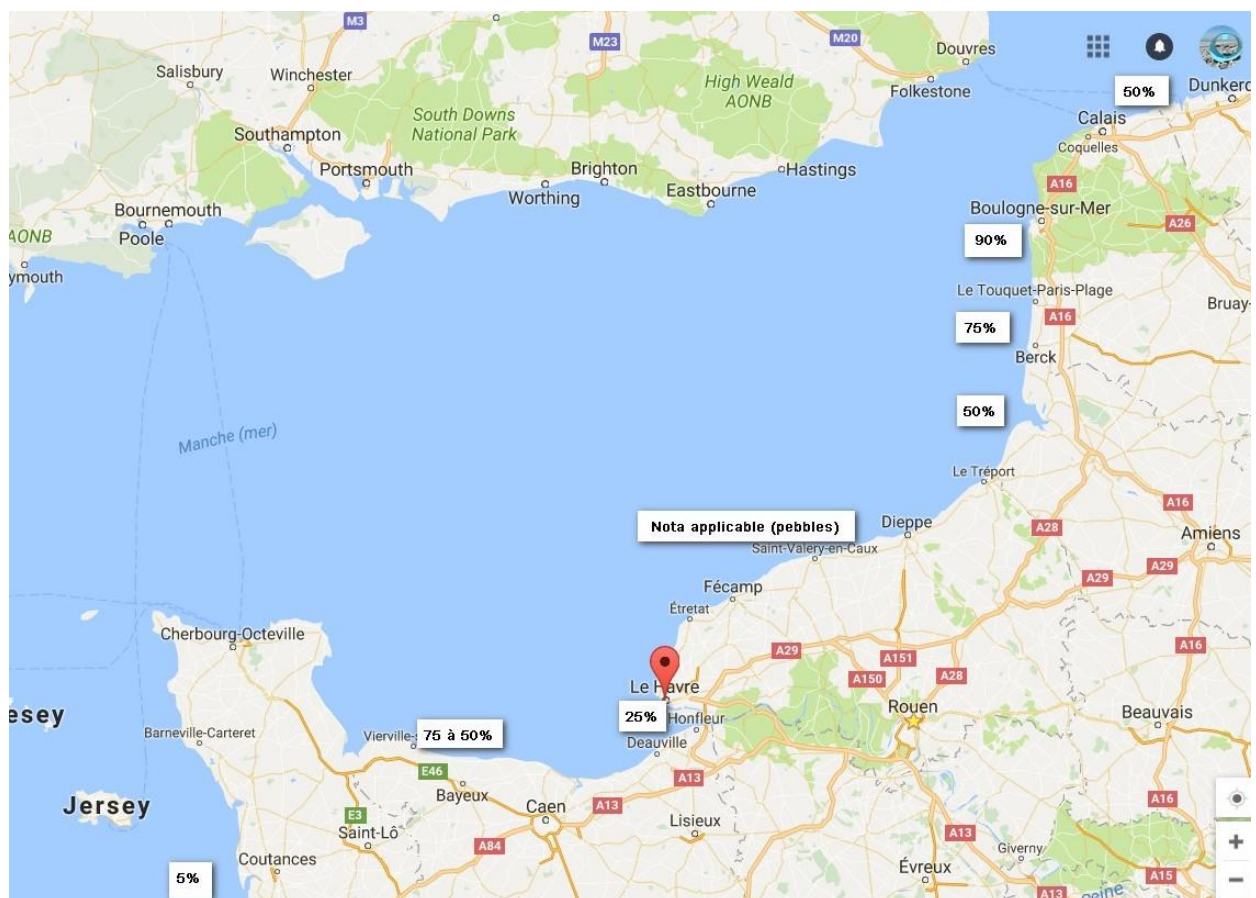 M3
M23
M20
Douvres
Salisbury
Winchester
High Weald
AONB
Folkestone
50%
Dunkerq
Calais
Coquelles
South Downs
National Park
Southampton
Portsmouth
Brighton
Worthing
Eastbourne
Hastings
A16
Boulogne-sur-Mer
A26
Bournemouth
Poole
AONB
ymouth
90%
Le Touquet-Paris-Plage
Bruay-
75%
A16
Berck
50%
Manche (mer)
Le Tréport
A16
Nota applicable (pebbles)
Dieppe
A28
Amiens
Saint-Valery-en-Caux
A29
A29
Fécamp
Étretat
Cherbourg-Octeville
A29
A151
A16
A150
A28
Le Havre
Rouen
25%
Honfleur
Beauvais
esey
Barneville-Carteret
75 à 50%
Deauville
E46
A13
Bayeux
Jersey
E3
Caen
A13
A16
Saint-Lô
Lisieux
A13
A84
Giverny
Coutances
Évreux
A15
5%
A13
Seine